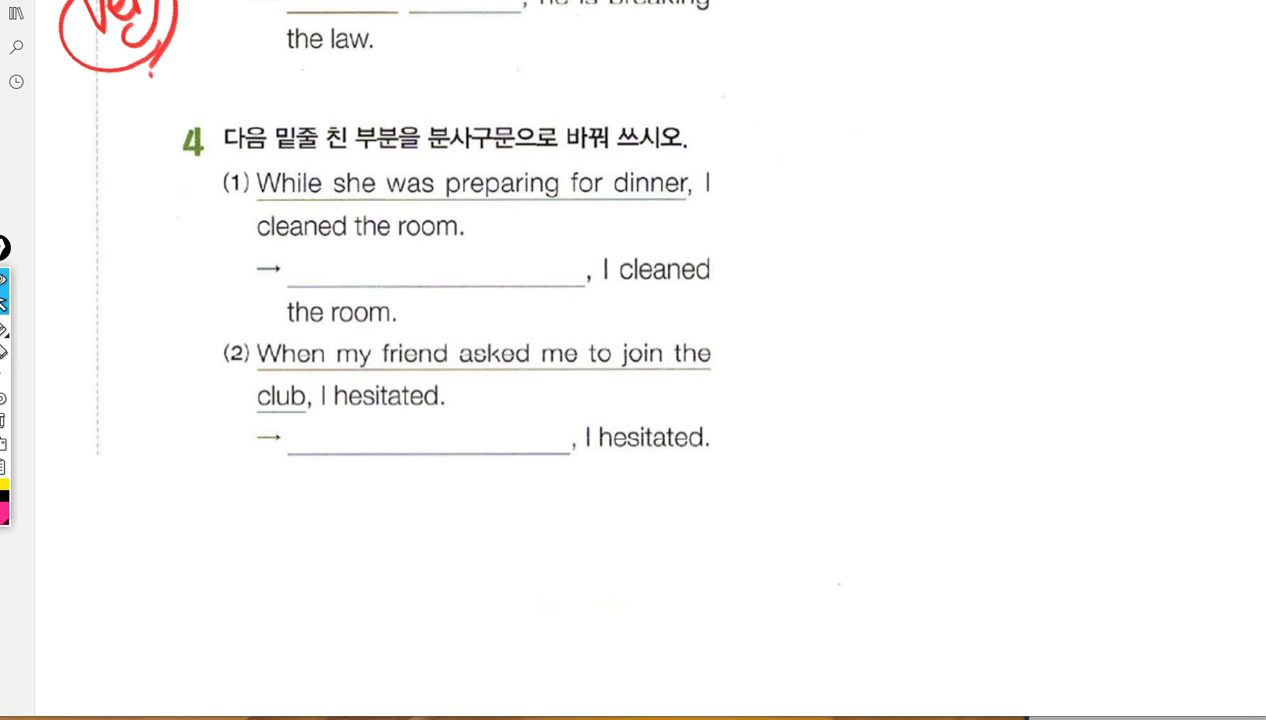 the law.
4 다음 밑줄 친 부분을 분사구문으로 바꿔 쓰시오.
(1) While she was preparing for dinner, I
cleaned the room.
→ ____________________, I cleaned
the room.
(2) When my friend asked me to join the
club, I hesitated.
→ ____________________, I hesitated.